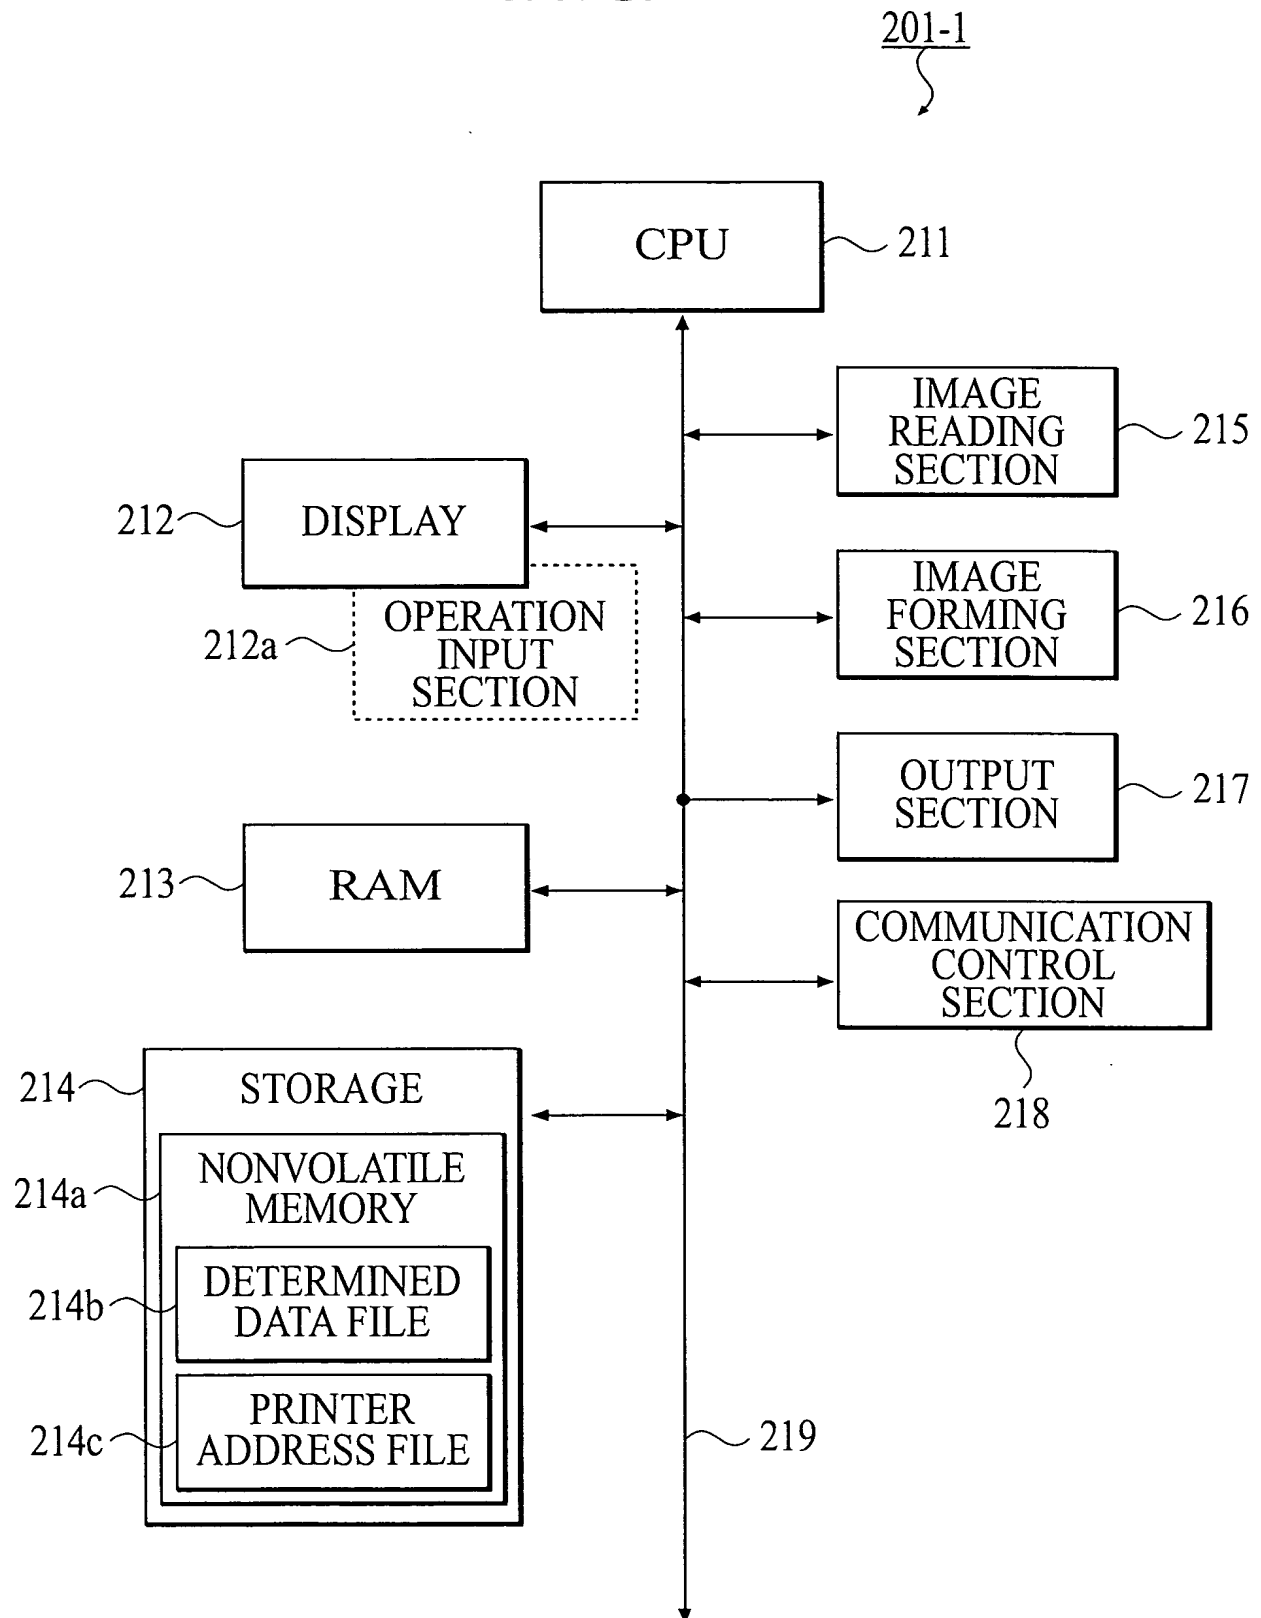 201-1
CPU
211
IMAGE
READING
SECTION
215
212
DISPLAY
IMAGE
FORMING
SECTION
216
212a
OPERATION
INPUT
SECTION
OUTPUT
SECTION
217
213
RAM
COMMUNICATION
CONTROL
SECTION
218
214
STORAGE
214a
NONVOLATILE
MEMORY
214b
DETERMINED
DATA FILE
214c
PRINTER
ADDRESS FILE
219